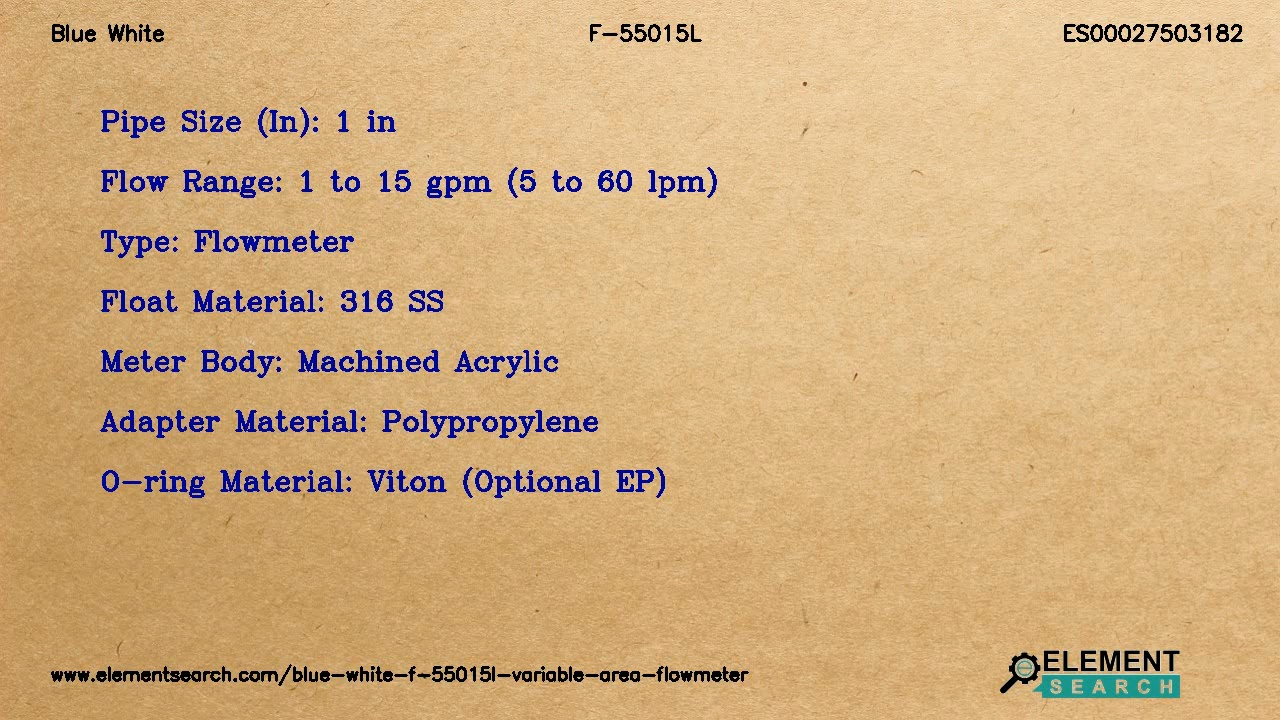 Blue White F-55015L ES00027503182
Pipe Size (In): 1 in
Flow Range: 1 to 15 gpm (5 to 60 lpm)
Type: Flowmeter
Float Material: 316 SS
Meter Body: Machined Acrylic
Adapter Material: Polypropylene
O-ring Material: Viton (Optional EP)
www.elementsearch.com/blue-white-f-55015l-variable-area-flowmeter
ELEMENT
SEARCH